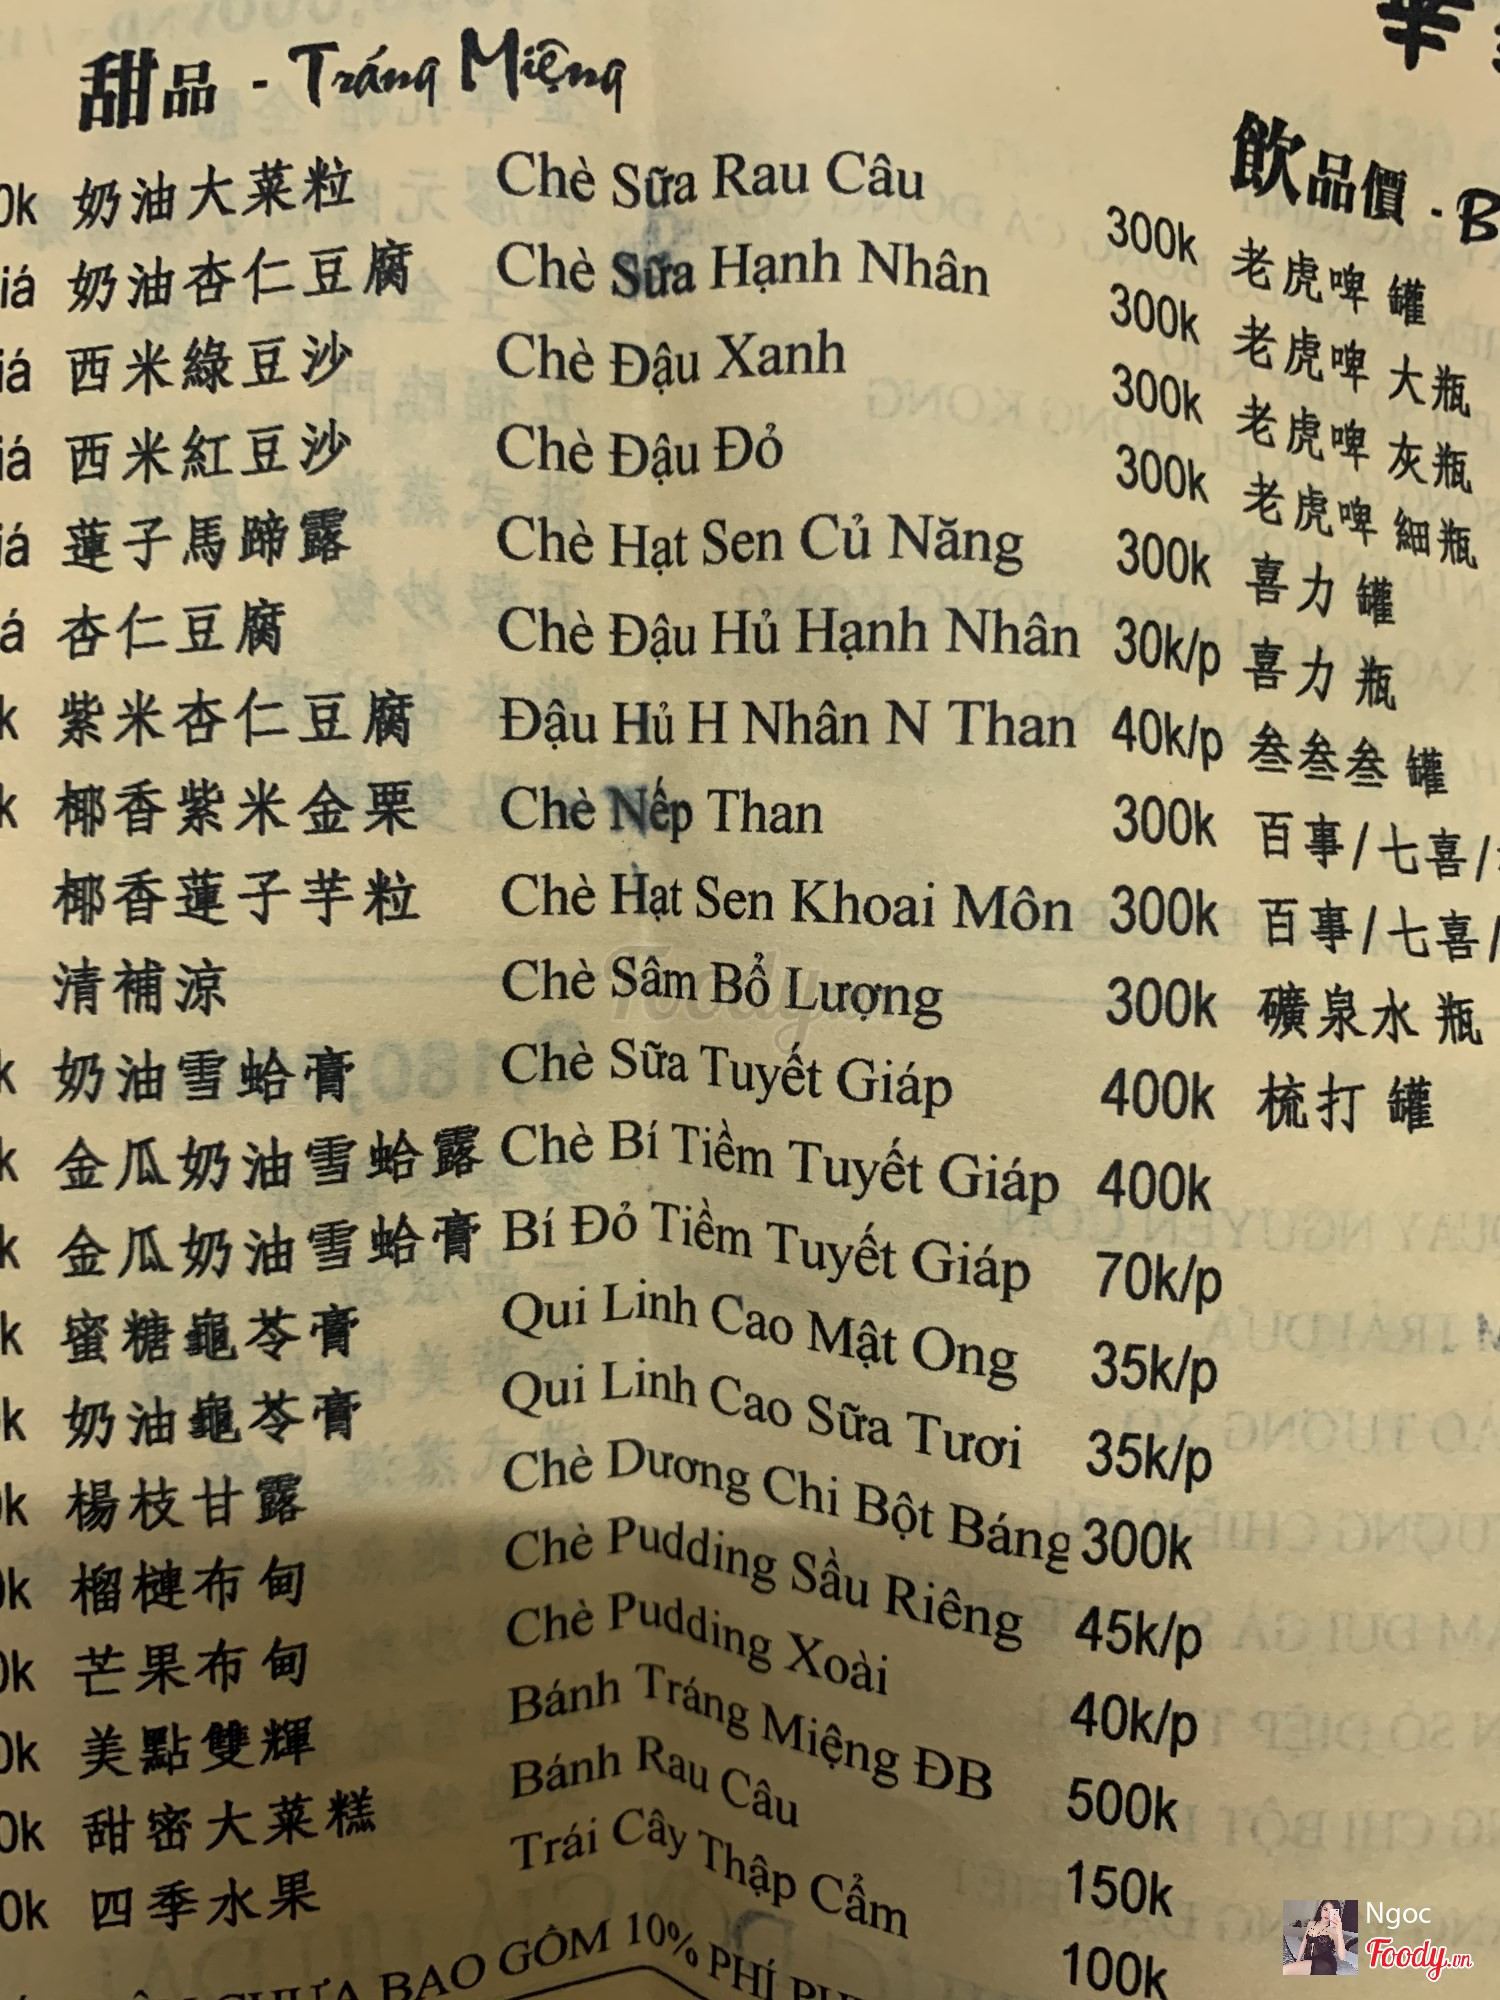 甜品 - Tráng Miệng
奶油大菜粒 Chè Sữa Rau Câu 300k
奶油杏仁豆腐 Chè Sữa Hạnh Nhân 300k
西米綠豆沙 Chè Đậu Xanh 300k
西米紅豆沙 Chè Đậu Đỏ 300k
蓮子馬蹄露 Chè Hạt Sen Củ Năng 300k
杏仁豆腐 Chè Đậu Hủ Hạnh Nhân 30k/p
紫米杏仁豆腐 Đậu Hủ H Nhân N Than 40k/p
椰香紫米金栗 Chè Nếp Than 300k
椰香蓮子芋粒 Chè Hạt Sen Khoai Môn 300k
清補涼 Chè Sâm Bổ Lượng 300k
奶油雪蛤膏 Chè Sữa Tuyết Giáp 400k
金瓜奶油雪蛤露 Chè Bí Tiềm Tuyết Giáp 400k
金瓜奶油雪蛤膏 Bí Đỏ Tiềm Tuyết Giáp 70k/p
蜜糖龜苓膏 Qui Linh Cao Mật Ong 35k/p
奶油龜苓膏 Qui Linh Cao Sữa Tươi 35k/p
楊枝甘露 Chè Dương Chi Bột Báng 300k
榴槤布甸 Chè Pudding Sầu Riêng 45k/p
芒果布甸 Chè Pudding Xoài 40k/p
美點雙輝 Bánh Tráng Miệng ĐB 500k
甜密大菜糕 Bánh Rau Câu 150k
四季水果 Trái Cây Thập Cẩm 100k
CHƯA BAO GÔM 10% PHÍ
飲品價 - B
老虎啤 罐
老虎啤 大瓶
老虎啤 灰瓶
老虎啤 細瓶
喜力 罐
喜力 瓶
叁叁叁 罐
百事/七喜/
百事/七喜/
礦泉水 瓶
梳打 罐
Foody
Ngoc
Foody.vn